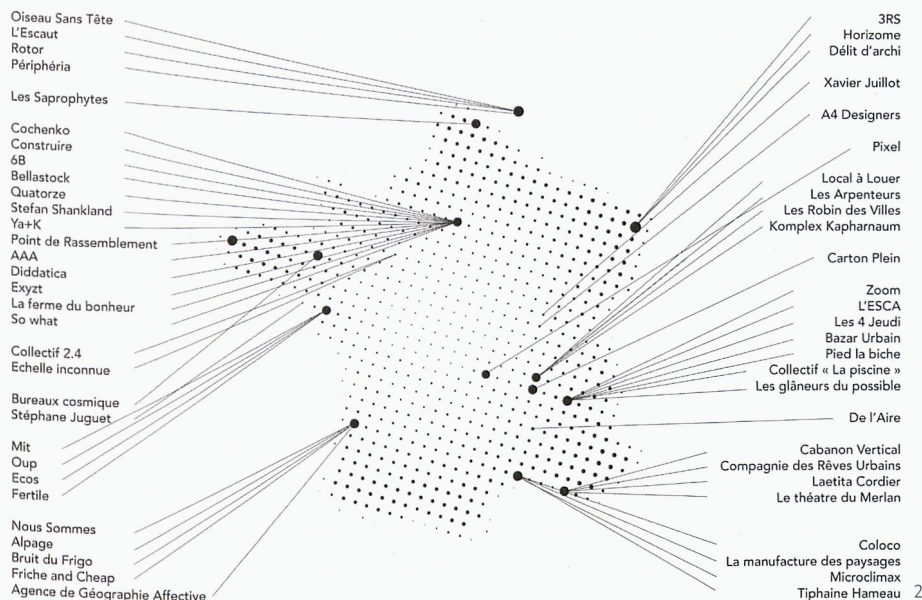 Oiseau Sans Tête
L'Escaut
Rotor
Périphéria
Les Saprophytes
Cochenko
Construire
6B
Bellastock
Quatorze
Stefan Shankland
Ya+K
Point de Rassemblement
AAA
Diddatica
Exyzt
La ferme du bonheur
So what
Collectif 2.4
Echelle inconnue
Bureaux cosmique
Stéphane Juguet
Mit
Oup
Ecos
Fertile
Nous Sommes
Alpage
Bruit du Frigo
Friche and Cheap
Agence de Géographie Affective
3RS
Horizome
Délit d'archi
Xavier Juillot
A4 Designers
Pixel
Local à Louer
Les Arpenteurs
Les Robin des Villes
Komplex Kapharnaum
Carton Plein
Zoom
L'ESCA
Les 4 Jeudi
Bazar Urbain
Pied la biche
Collectif « La piscine »
Les glâneurs du possible
De l'Aire
Cabanon Vertical
Compagnie des Rêves Urbains
Laetita Cordier
Le théatre du Merlan
Coloco
La manufacture des paysages
Microclimax
Tiphaine Hameau
2